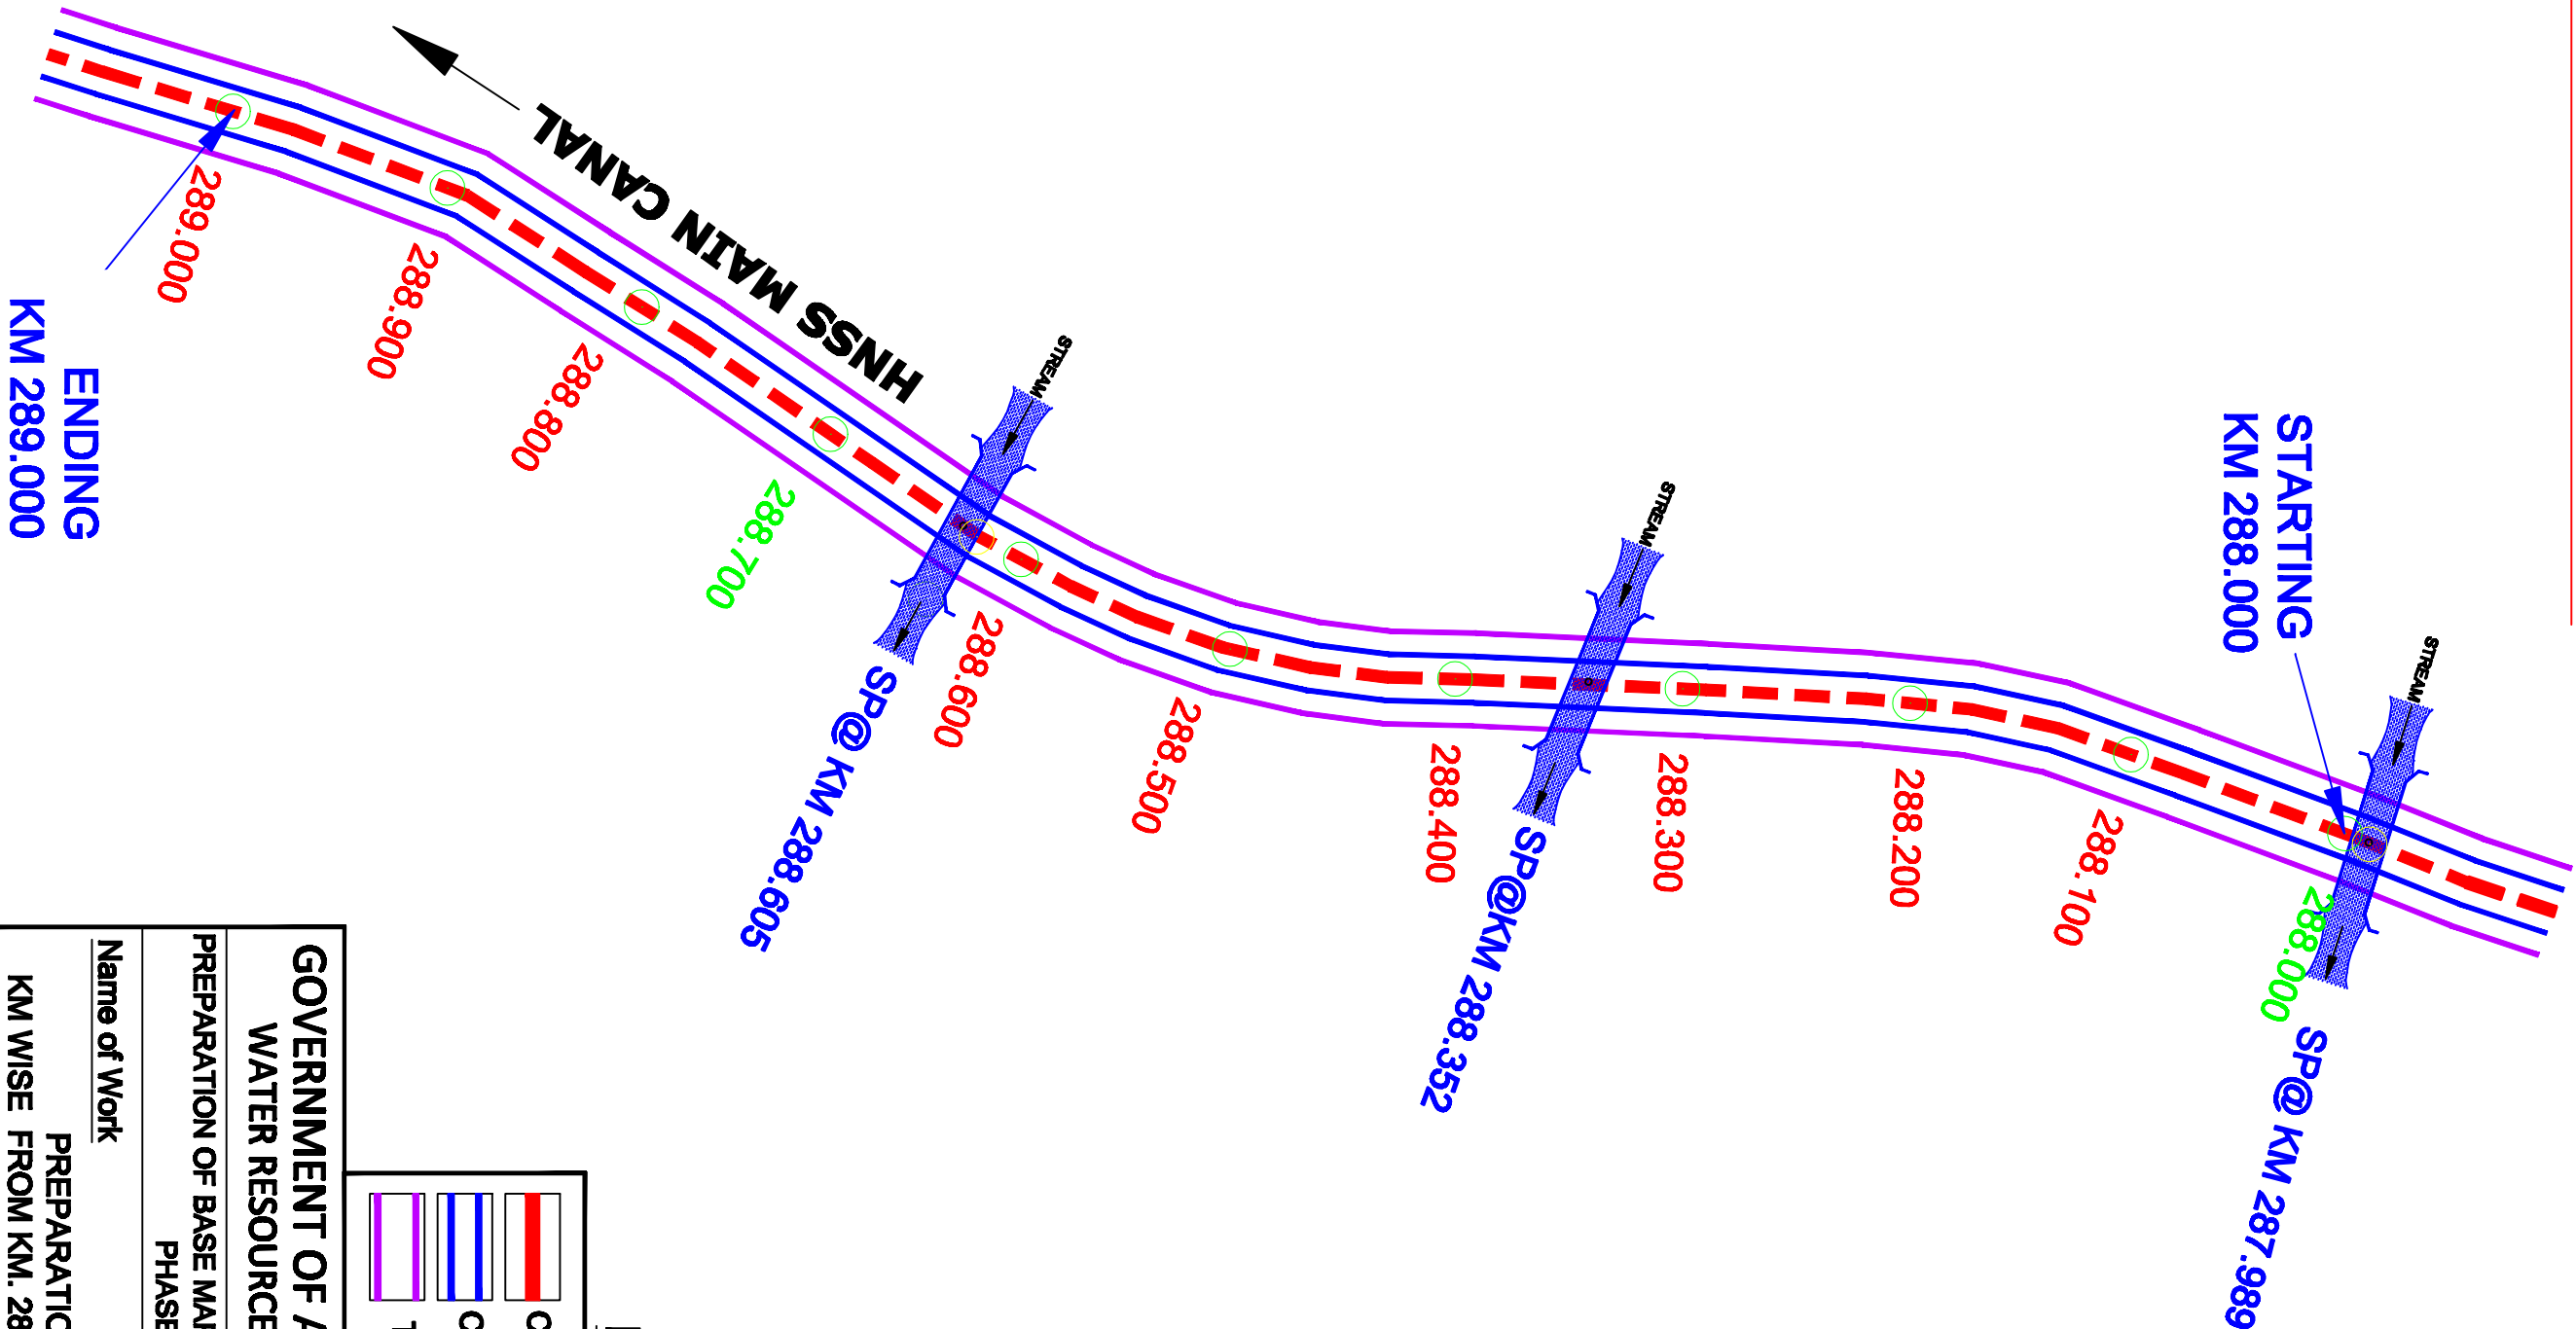 STARTING
KM 288.000
ENDING
KM 289.000
HNSS MAIN CANAL
STREAM
STREAM
STREAM
288.000
288.100
288.200
288.300
288.400
288.500
288.600
288.700
288.800
288.900
289.000
SP@ KM 287.989
SP@KM 288.352
SP@ KM 288.605
GOVERNMENT OF A
WATER RESOURCE
PREPARATION OF BASE MAP
PHASE
Name of Work
PREPARATIO
KM WISE FROM KM. 28
C
C
T